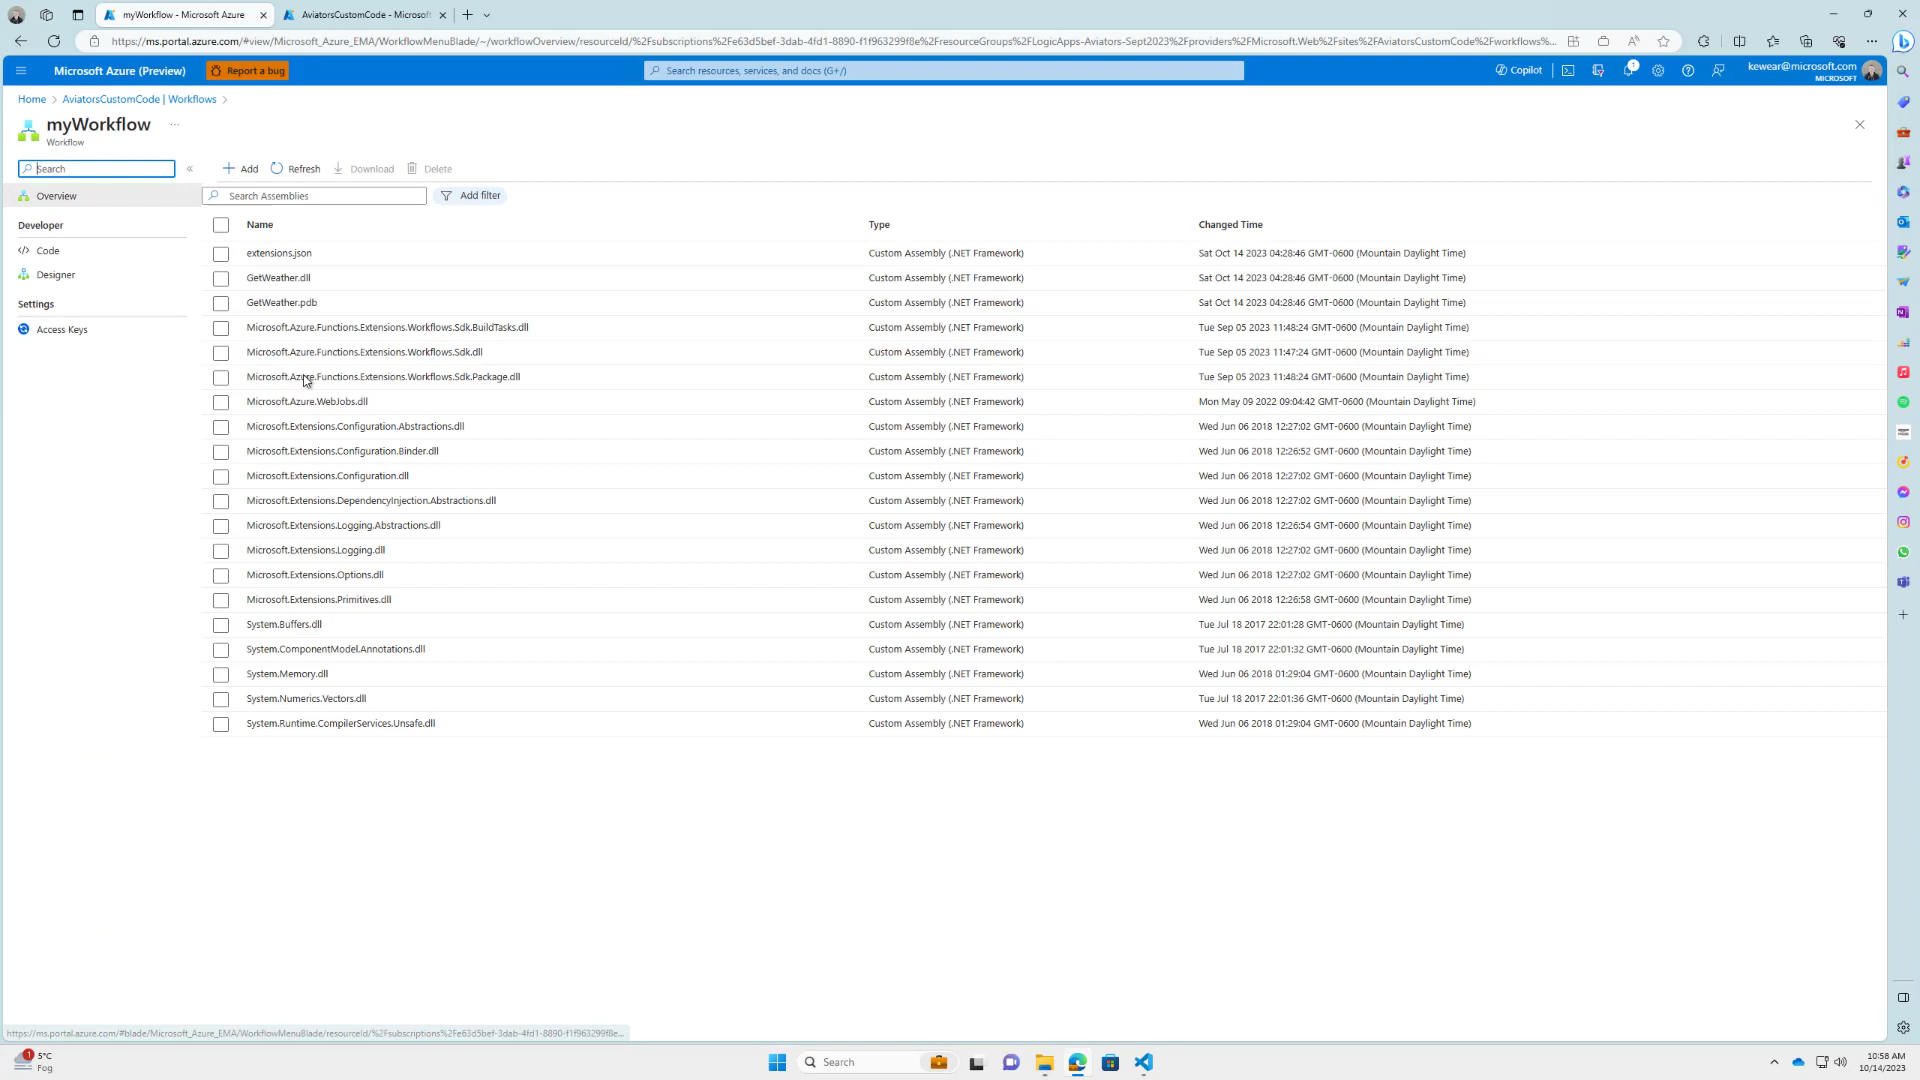 myWorkflow - Microsoft Azure
AviatorsCustomCode - Microsoft
https://ms.portal.azure.com/#view/Microsoft_Azure_EMA/WorkflowMenuBlade/~/workflowOverview/resourceId/%2Fsubscriptions%2Fe63d5bef-3dab-4fd1-8890-f1f963299f8e%2FresourceGroups%2FLogicApps-Aviators-Sept2023%2Fproviders%2FMicrosoft.Web%2Fsites%2FAviatorsCustomCode%2Fworkflows%...
Microsoft Azure (Preview)
Report a bug
Search resources, services, and docs (G+/)
Copilot
1
kewear@microsoft.com
MICROSOFT
Home > AviatorsCustomCode | Workflows >
myWorkflow ...
Workflow
Search «
Add Refresh Download Delete
Overview
Search Assemblies
Add filter
Developer
Code
Designer
Settings
Access Keys
Name Type Changed Time
extensions.json Custom Assembly (.NET Framework) Sat Oct 14 2023 04:28:46 GMT-0600 (Mountain Daylight Time)
GetWeather.dll Custom Assembly (.NET Framework) Sat Oct 14 2023 04:28:46 GMT-0600 (Mountain Daylight Time)
GetWeather.pdb Custom Assembly (.NET Framework) Sat Oct 14 2023 04:28:46 GMT-0600 (Mountain Daylight Time)
Microsoft.Azure.Functions.Extensions.Workflows.Sdk.BuildTasks.dll Custom Assembly (.NET Framework) Tue Sep 05 2023 11:48:24 GMT-0600 (Mountain Daylight Time)
Microsoft.Azure.Functions.Extensions.Workflows.Sdk.dll Custom Assembly (.NET Framework) Tue Sep 05 2023 11:47:24 GMT-0600 (Mountain Daylight Time)
Microsoft.Azure.Functions.Extensions.Workflows.Sdk.Package.dll Custom Assembly (.NET Framework) Tue Sep 05 2023 11:48:24 GMT-0600 (Mountain Daylight Time)
Microsoft.Azure.WebJobs.dll Custom Assembly (.NET Framework) Mon May 09 2022 09:04:42 GMT-0600 (Mountain Daylight Time)
Microsoft.Extensions.Configuration.Abstractions.dll Custom Assembly (.NET Framework) Wed Jun 06 2018 12:27:02 GMT-0600 (Mountain Daylight Time)
Microsoft.Extensions.Configuration.Binder.dll Custom Assembly (.NET Framework) Wed Jun 06 2018 12:26:52 GMT-0600 (Mountain Daylight Time)
Microsoft.Extensions.Configuration.dll Custom Assembly (.NET Framework) Wed Jun 06 2018 12:27:02 GMT-0600 (Mountain Daylight Time)
Microsoft.Extensions.DependencyInjection.Abstractions.dll Custom Assembly (.NET Framework) Wed Jun 06 2018 12:27:02 GMT-0600 (Mountain Daylight Time)
Microsoft.Extensions.Logging.Abstractions.dll Custom Assembly (.NET Framework) Wed Jun 06 2018 12:26:54 GMT-0600 (Mountain Daylight Time)
Microsoft.Extensions.Logging.dll Custom Assembly (.NET Framework) Wed Jun 06 2018 12:27:02 GMT-0600 (Mountain Daylight Time)
Microsoft.Extensions.Options.dll Custom Assembly (.NET Framework) Wed Jun 06 2018 12:27:02 GMT-0600 (Mountain Daylight Time)
Microsoft.Extensions.Primitives.dll Custom Assembly (.NET Framework) Wed Jun 06 2018 12:26:58 GMT-0600 (Mountain Daylight Time)
System.Buffers.dll Custom Assembly (.NET Framework) Tue Jul 18 2017 22:01:28 GMT-0600 (Mountain Daylight Time)
System.ComponentModel.Annotations.dll Custom Assembly (.NET Framework) Tue Jul 18 2017 22:01:32 GMT-0600 (Mountain Daylight Time)
System.Memory.dll Custom Assembly (.NET Framework) Wed Jun 06 2018 01:29:04 GMT-0600 (Mountain Daylight Time)
System.Numerics.Vectors.dll Custom Assembly (.NET Framework) Tue Jul 18 2017 22:01:36 GMT-0600 (Mountain Daylight Time)
System.Runtime.CompilerServices.Unsafe.dll Custom Assembly (.NET Framework) Wed Jun 06 2018 01:29:04 GMT-0600 (Mountain Daylight Time)
https://ms.portal.azure.com/#blade/Microsoft_Azure_EMA/WorkflowMenuBlade/resourceId/%2Fsubscriptions%2Fe63d5bef-3dab-4fd1-8890-f1f963299f8e...
1
5°C
Fog
Search
10:58 AM
10/14/2023